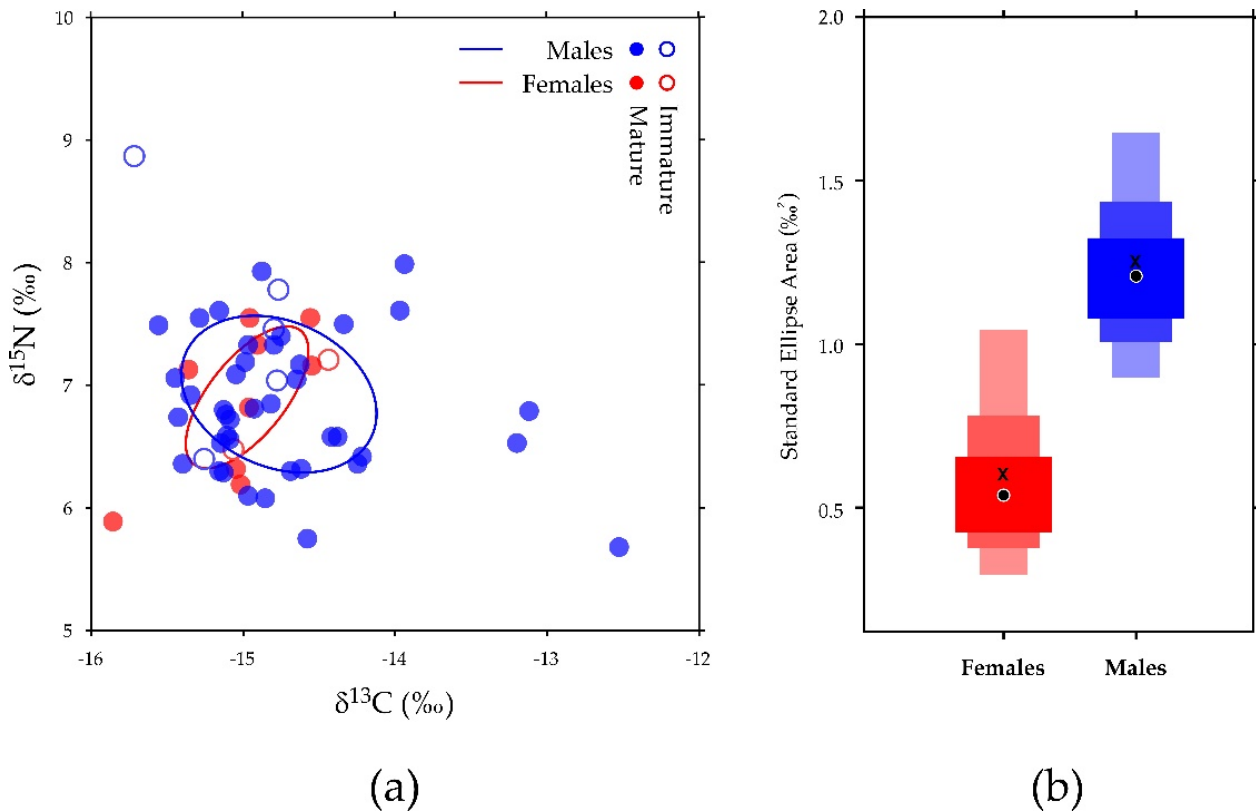 10
9
8
7
6
5
δ15N (‰)
-16
-15
-14
-13
-12
δ13C (‰)
Males
Females
Mature
Immature
(a)
2.0
1.5
1.0
0.5
Standard Ellipse Area (‰²)
x
x
Females
Males
(b)